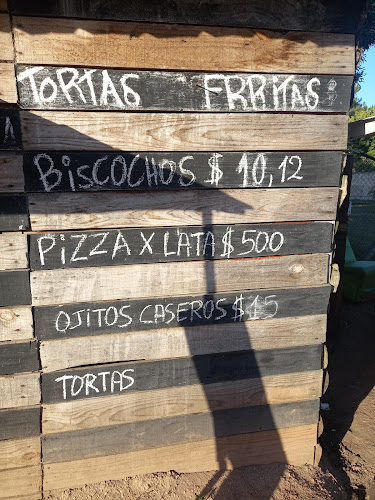 TORTAS FRRITAS
BISCOCHOS $ 10,12
PIZZA X LATA $ 500
OJITOS CASEROS $15
TORTAS